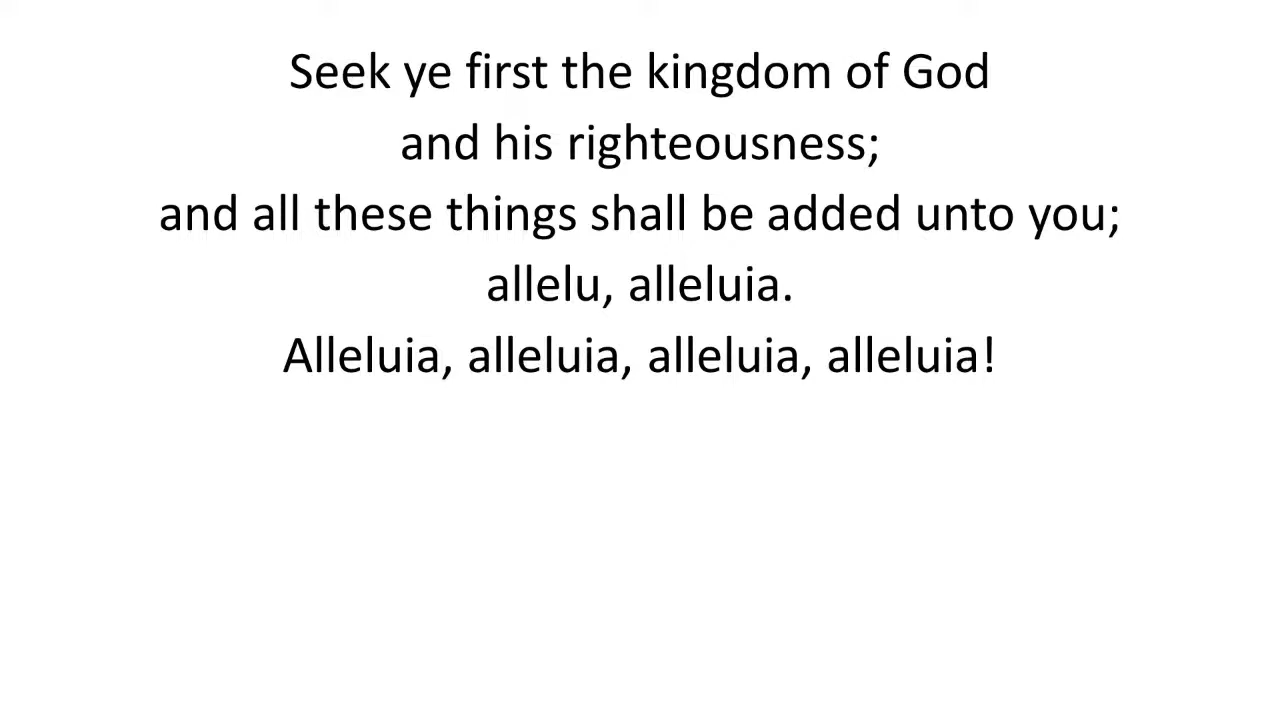 Seek ye first the kingdom of God
and his righteousness;
and all these things shall be added unto you;
allelu, alleluia.
Alleluia, alleluia, alleluia, alleluia!